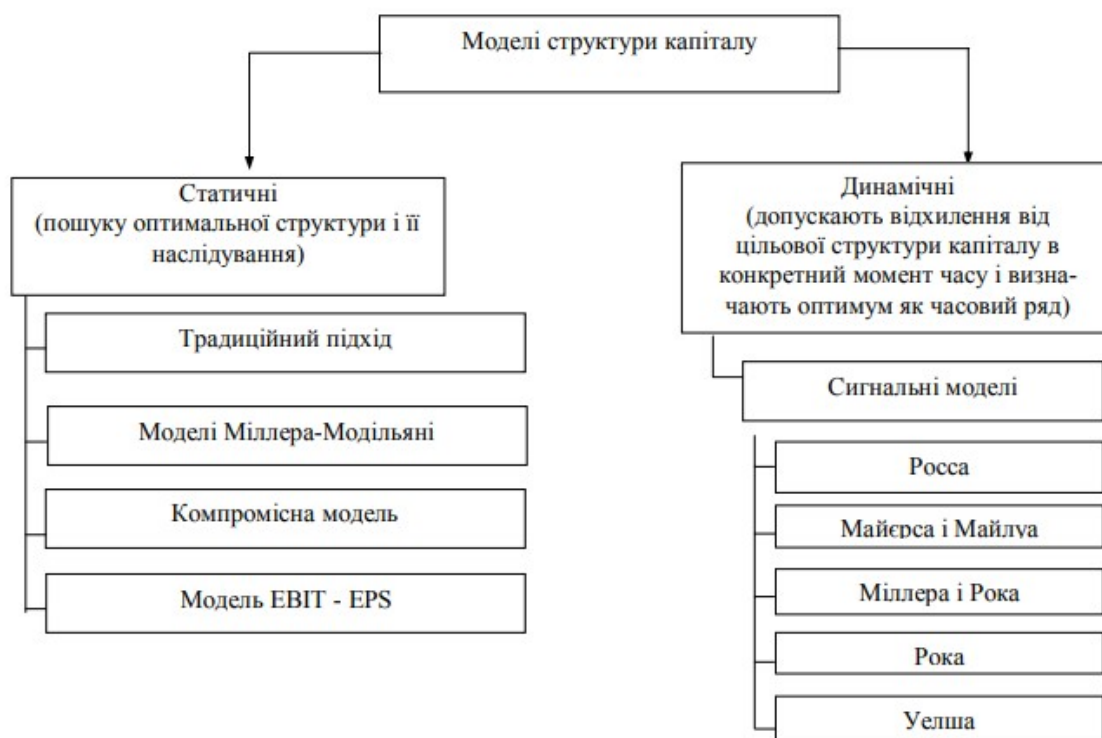 Моделі структури капіталу
Статичні
(пошуку оптимальної структури і її
наслідування)
Традиційний підхід
Моделі Міллера-Модільяні
Компромісна модель
Модель EBIT - EPS
Динамічні
(допускають відхилення від
цільової структури капіталу в
конкретний момент часу і визна-
чають оптимум як часовий ряд)
Сигнальні моделі
Росса
Майєрса і Майлуа
Міллера і Рока
Рока
Уелша